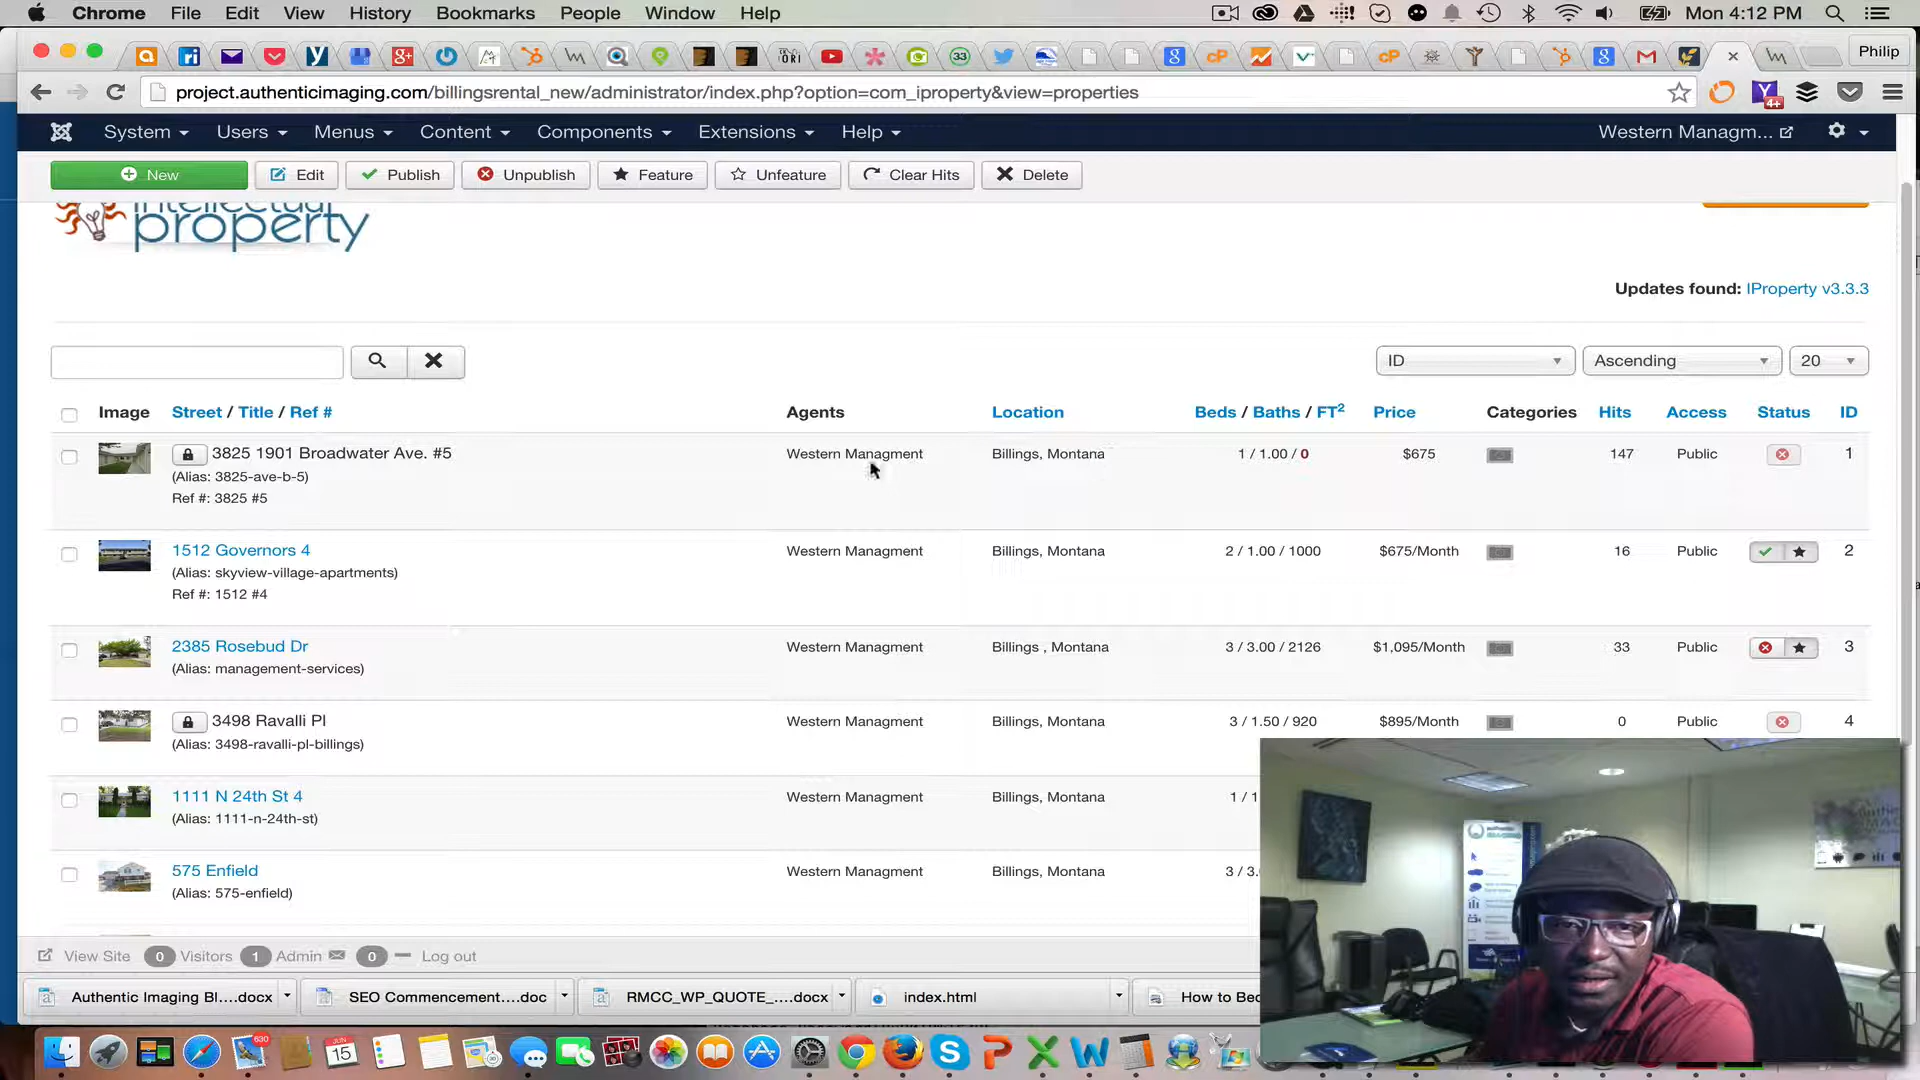 Chrome File Edit View History Bookmarks People Window Help Mon 4:12 PM
Philip
project.authenticimaging.com/billingsrental_new/administrator/index.php?option=com_iproperty&view=properties
System Users Menus Content Components Extensions Help Western Managm...
New Edit Publish Unpublish Feature Unfeature Clear Hits Delete
intellectual
property
Updates found: IProperty v3.3.3
ID Ascending 20
Image Street / Title / Ref # Agents Location Beds / Baths / FT² Price Categories Hits Access Status ID
3825 1901 Broadwater Ave. #5 Western Managment Billings, Montana 1 / 1.00 / 0 $675 147 Public 1
(Alias: 3825-ave-b-5)
Ref #: 3825 #5
1512 Governors 4 Western Managment Billings, Montana 2 / 1.00 / 1000 $675/Month 16 Public 2
(Alias: skyview-village-apartments)
Ref #: 1512 #4
2385 Rosebud Dr Western Managment Billings , Montana 3 / 3.00 / 2126 $1,095/Month 33 Public 3
(Alias: management-services)
3498 Ravalli Pl Western Managment Billings, Montana 3 / 1.50 / 920 $895/Month 0 Public 4
(Alias: 3498-ravalli-pl-billings)
1111 N 24th St 4 Western Managment Billings, Montana 1 / 1
(Alias: 1111-n-24th-st)
575 Enfield Western Managment Billings, Montana 3 / 3.
(Alias: 575-enfield)
View Site 0 Visitors 1 Admin 0 Log out
Authentic Imaging Bl....docx SEO Commencement....docx RMCC_WP_QUOTE_....docx index.html How to Bec
630 JUN 15